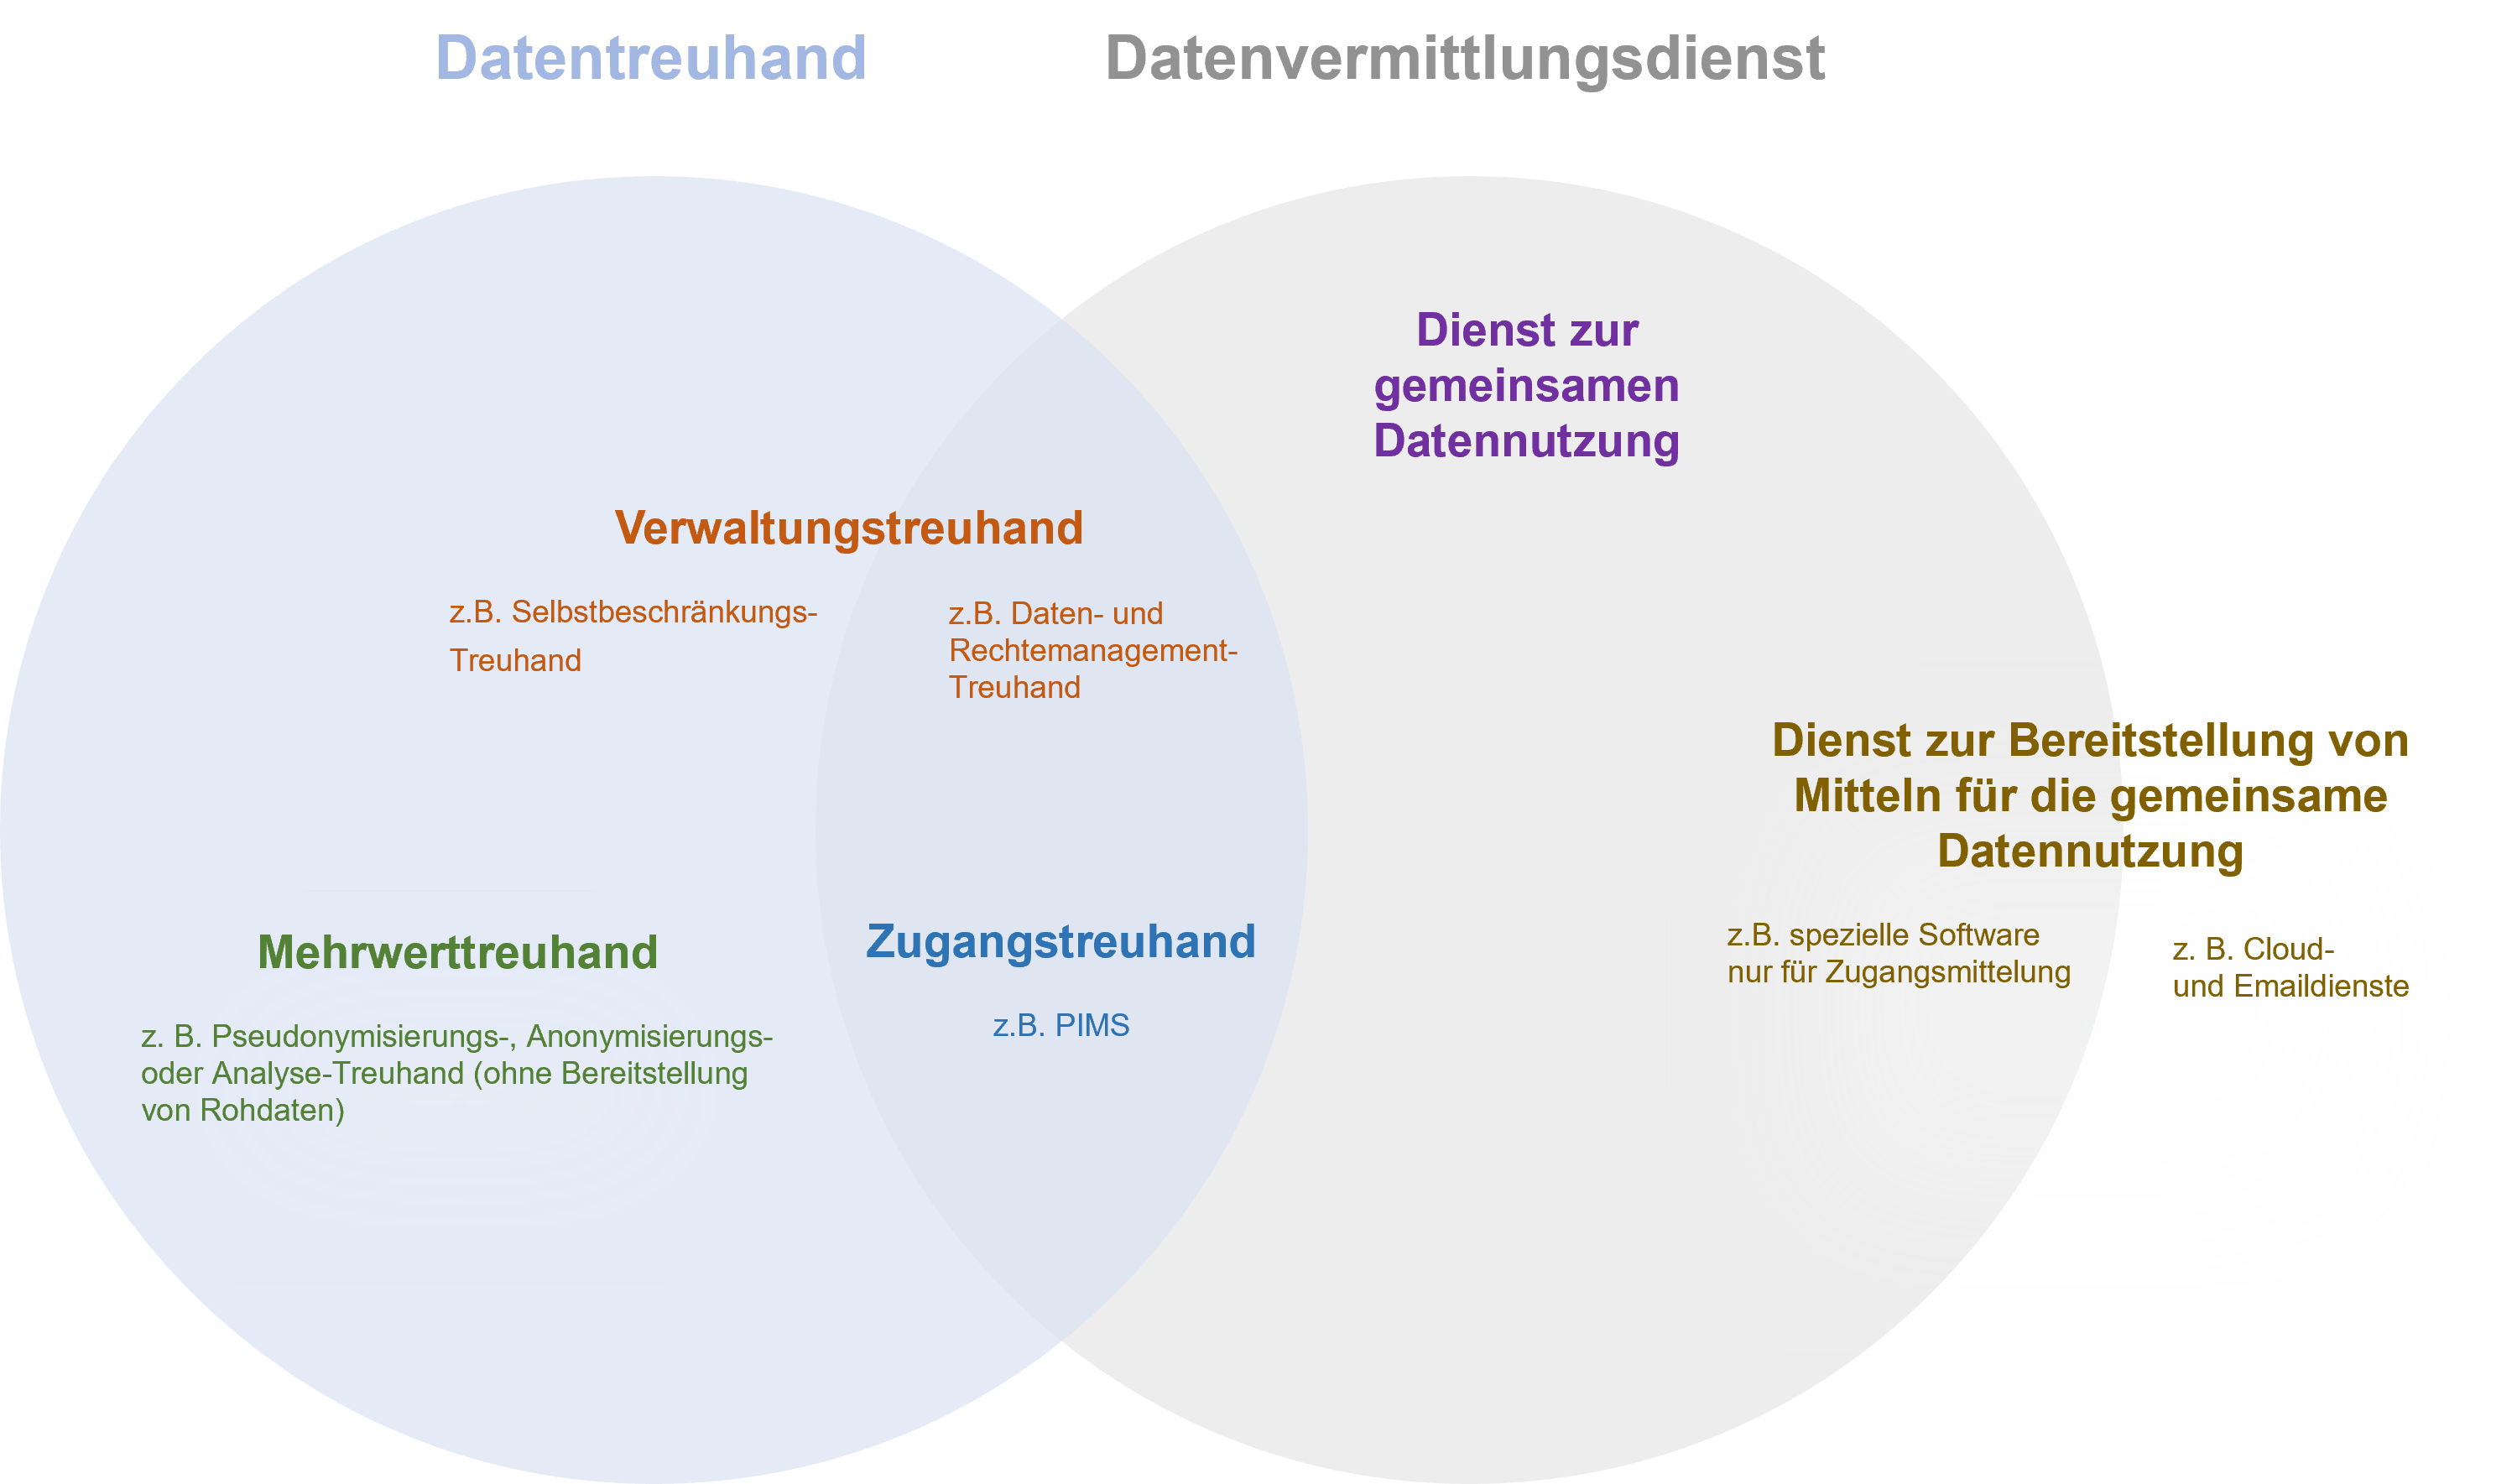 Datentreuhand
Datenvermittlungsdienst
Dienst zur
gemeinsamen
Datennutzung
Verwaltungstreuhand
z.B. Selbstbeschränkungs-
Treuhand
z.B. Daten- und
Rechtemanagement-
Treuhand
Dienst zur Bereitstellung von
Mitteln für die gemeinsame
Datennutzung
z.B. spezielle Software
nur für Zugangsmittelung
z. B. Cloud-
und Emaildienste
Mehrwerttreuhand
z. B. Pseudonymisierungs-, Anonymisierungs-
oder Analyse-Treuhand (ohne Bereitstellung
von Rohdaten)
Zugangstreuhand
z.B. PIMS